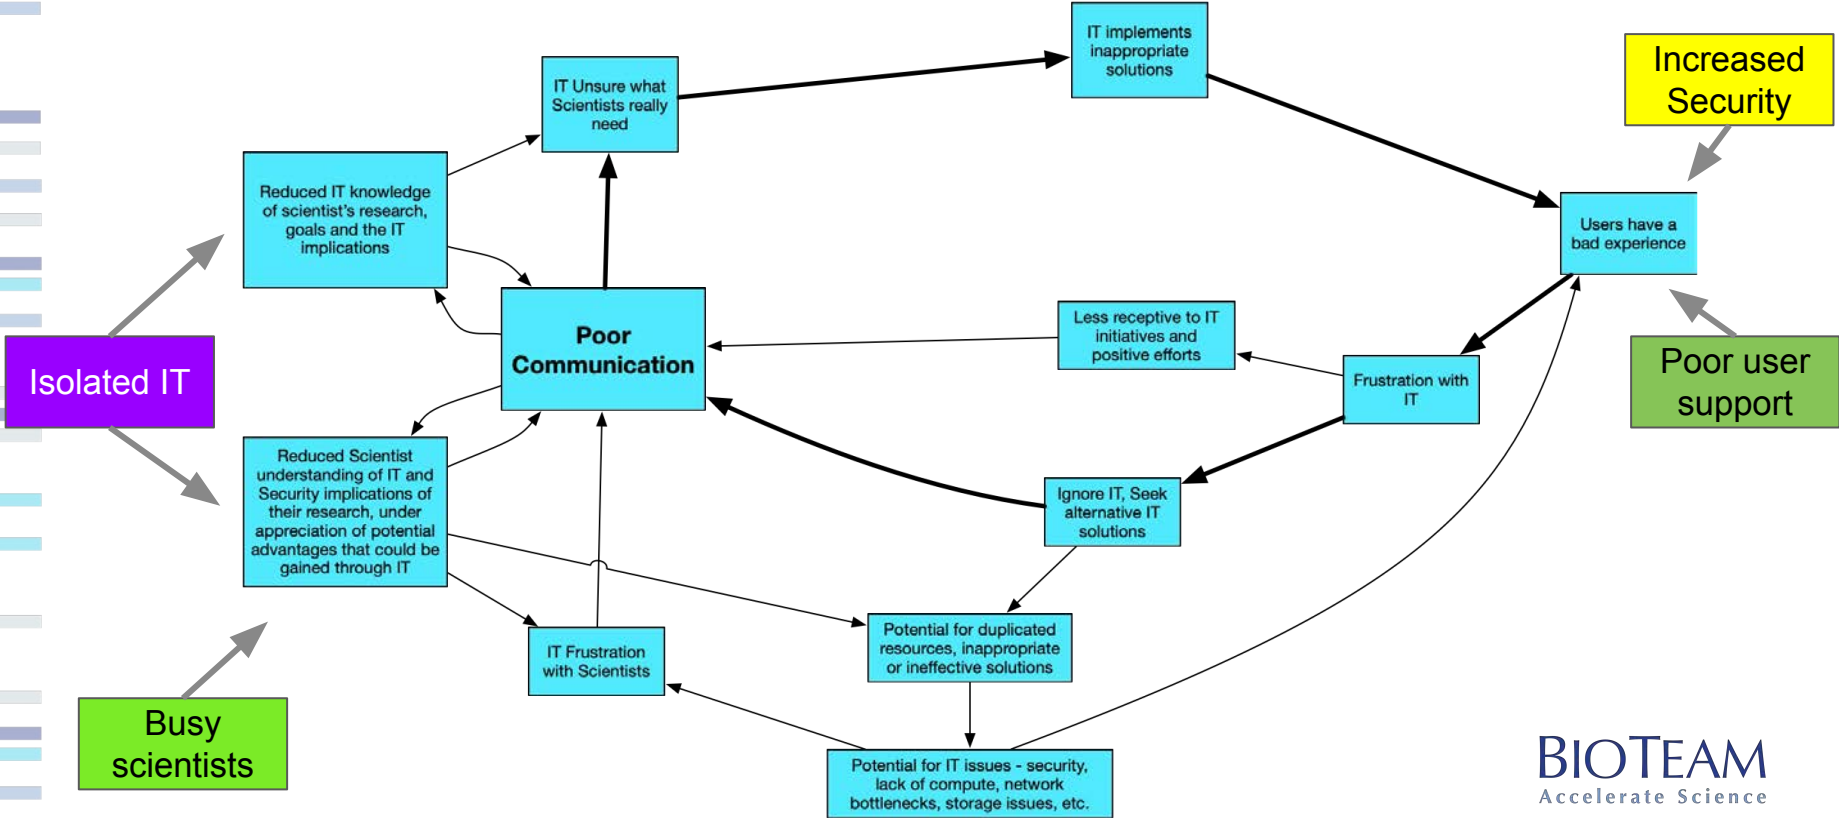 IT implements
inappropriate
solutions
Increased
Security
IT Unsure what
Scientists really
need
Reduced IT knowledge
of scientist's research,
goals and the IT
implications
Users have a
bad experience
Poor
Communication
Less receptive to IT
initiatives and
positive efforts
Isolated IT
Frustration with
IT
Poor user
support
Reduced Scientist
understanding of IT and
Security implications of
their research, under
appreciation of potential
advantages that could be
gained through IT
Ignore IT, Seek
alternative IT
solutions
IT Frustration
with Scientists
Potential for duplicated
resources, inappropriate
or ineffective solutions
Busy
scientists
Potential for IT issues - security,
lack of compute, network
bottlenecks, storage issues, etc.
BIOTEAM
Accelerate Science